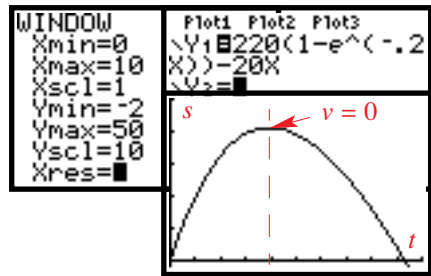 WINDOW
Xmin=0
Xmax=10
Xscl=1
Ymin=-2
Ymax=50
Yscl=10
Xres=
Plot1 Plot2 Plot3
\Y₁=220(1-e^(-.2
X))-20X
\Y₂=
s
v = 0
t